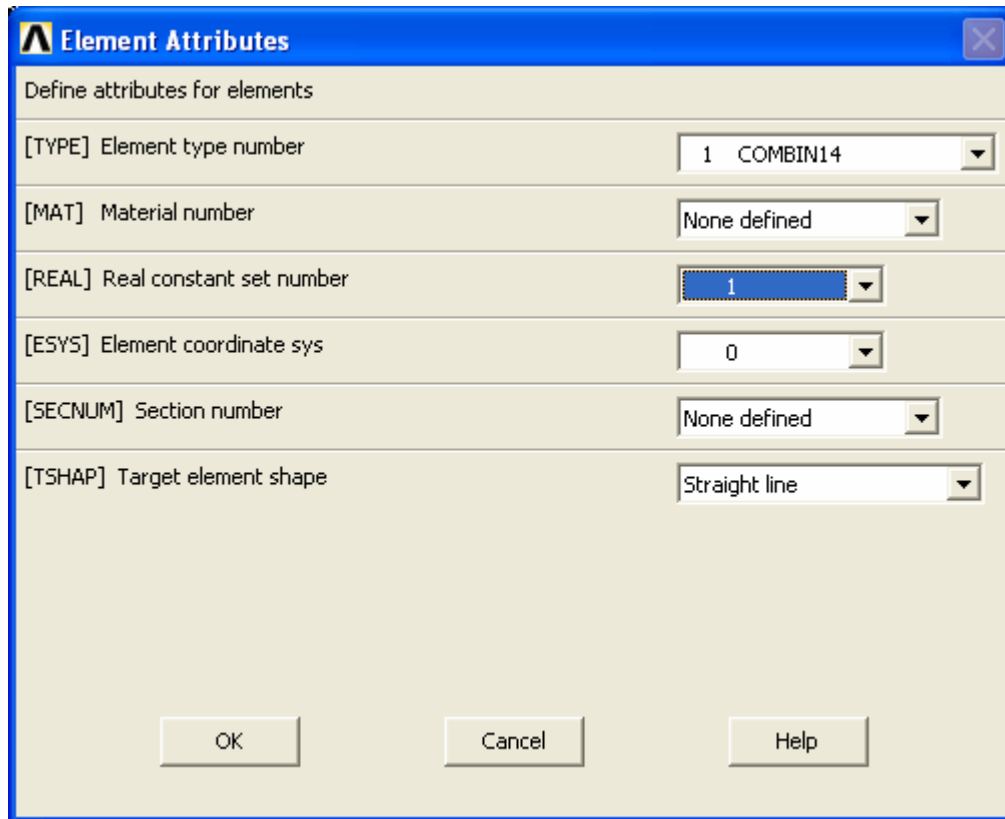 Element Attributes
Define attributes for elements
[TYPE] Element type number 1 COMBIN14
[MAT] Material number None defined
[REAL] Real constant set number 1
[ESYS] Element coordinate sys 0
[SECNUM] Section number None defined
[TSHAP] Target element shape Straight line
OK Cancel Help